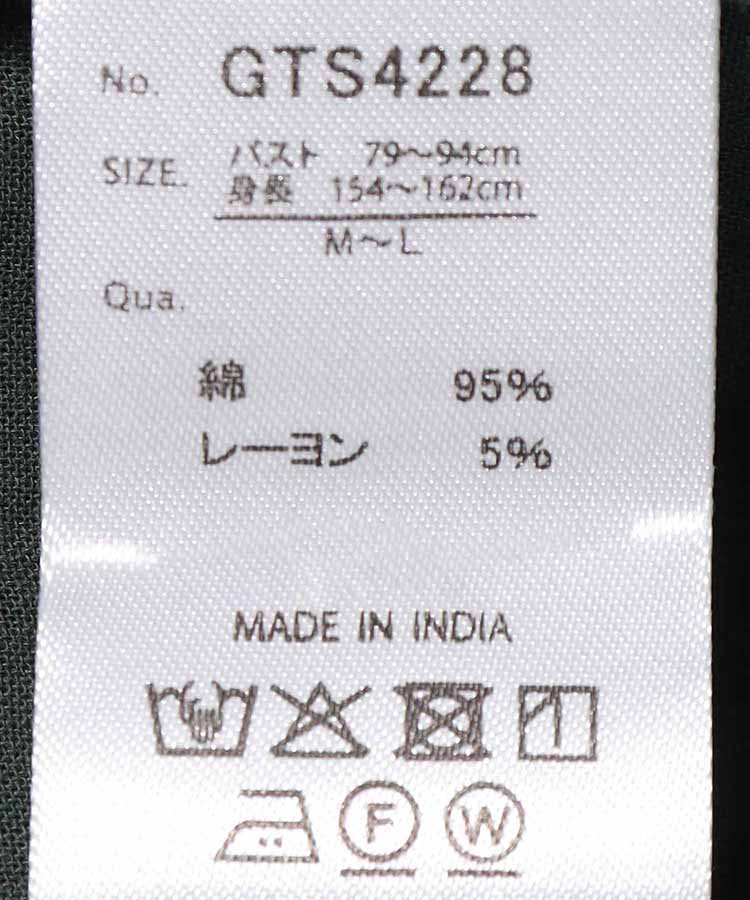 No. GTS4228
SIZE. バスト 79〜94cm
身長 154〜162cm
M〜L
Qua.
綿 95%
レーヨン 5%
MADE IN INDIA
F W